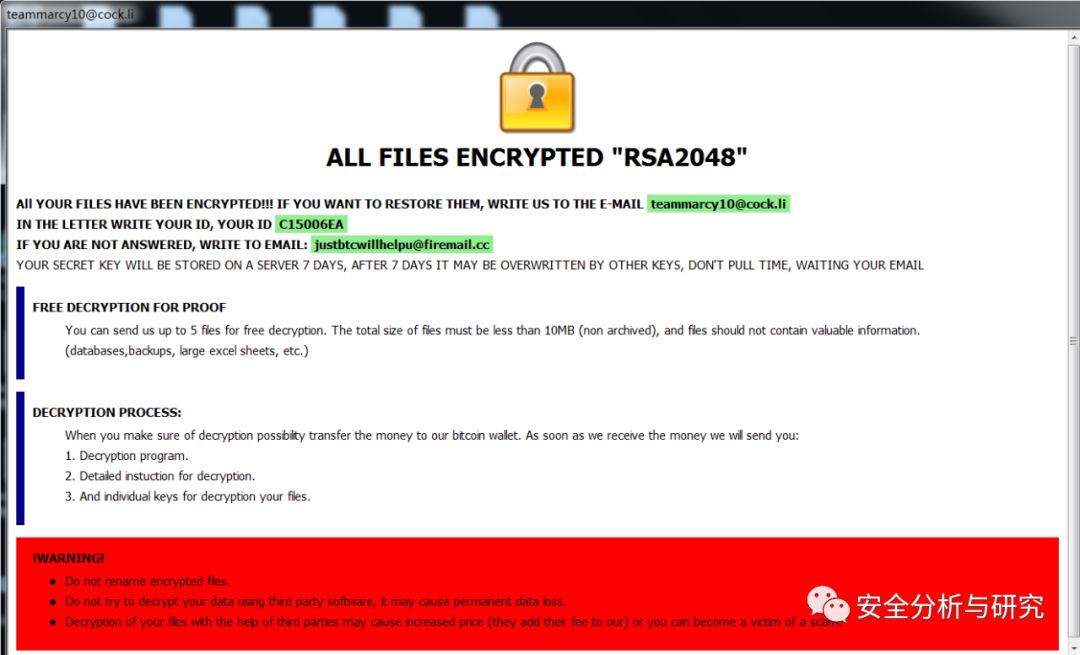 teammarcy10@cock.li
ALL FILES ENCRYPTED "RSA2048"
All YOUR FILES HAVE BEEN ENCRYPTED!!! IF YOU WANT TO RESTORE THEM, WRITE US TO THE E-MAIL teammarcy10@cock.li
IN THE LETTER WRITE YOUR ID, YOUR ID C15006EA
IF YOU ARE NOT ANSWERED, WRITE TO EMAIL: justbtcwillhelpu@firemail.cc
YOUR SECRET KEY WILL BE STORED ON A SERVER 7 DAYS, AFTER 7 DAYS IT MAY BE OVERWRITTEN BY OTHER KEYS, DON'T PULL TIME, WAITING YOUR EMAIL
FREE DECRYPTION FOR PROOF
You can send us up to 5 files for free decryption. The total size of files must be less than 10MB (non archived), and files should not contain valuable information.
(databases,backups, large excel sheets, etc.)
DECRYPTION PROCESS:
When you make sure of decryption possibility transfer the money to our bitcoin wallet. As soon as we receive the money we will send you:
1. Decryption program.
2. Detailed instuction for decryption.
3. And individual keys for decryption your files.
!WARNING!
• Do not rename encrypted files.
• Do not try to decrypt your data using third party software, it may cause permanent data loss.
• Decryption of your files with the help of third parties may cause increased price (they add their fee to our) or you can become a victim of a
安全分析与研究